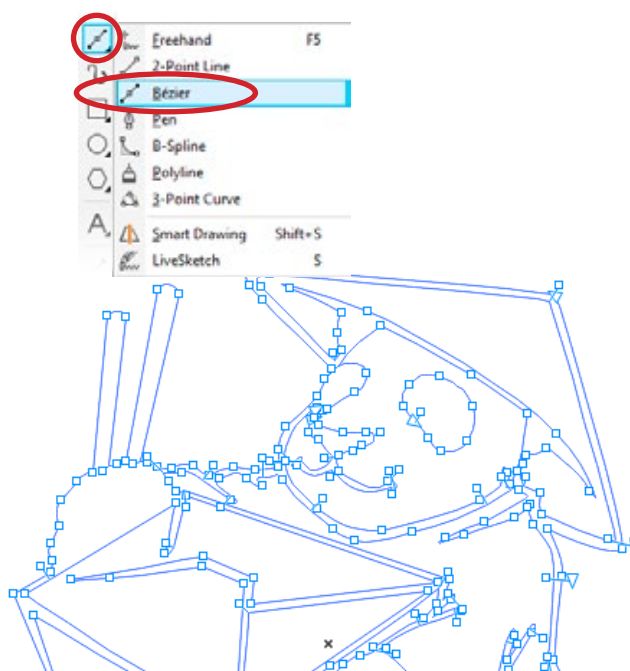 Freehand F5
2-Point Line
Bézier
Pen
B-Spline
Polyline
3-Point Curve
A
Smart Drawing Shift+S
LiveSketch S